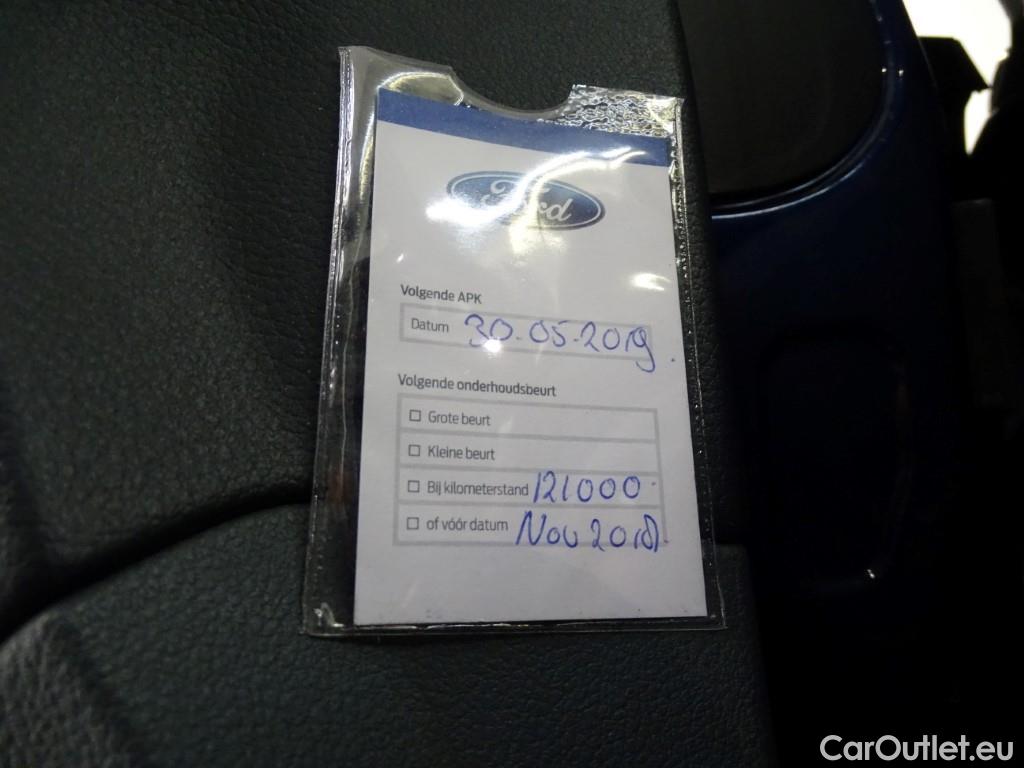 Ford
Volgende APK
Datum 30-05-2019.
Volgende onderhoudsbeurt
Grote beurt
Kleine beurt
Bij kilometerstand 121000
of vóór datum Nov 2018
CarOutlet.eu